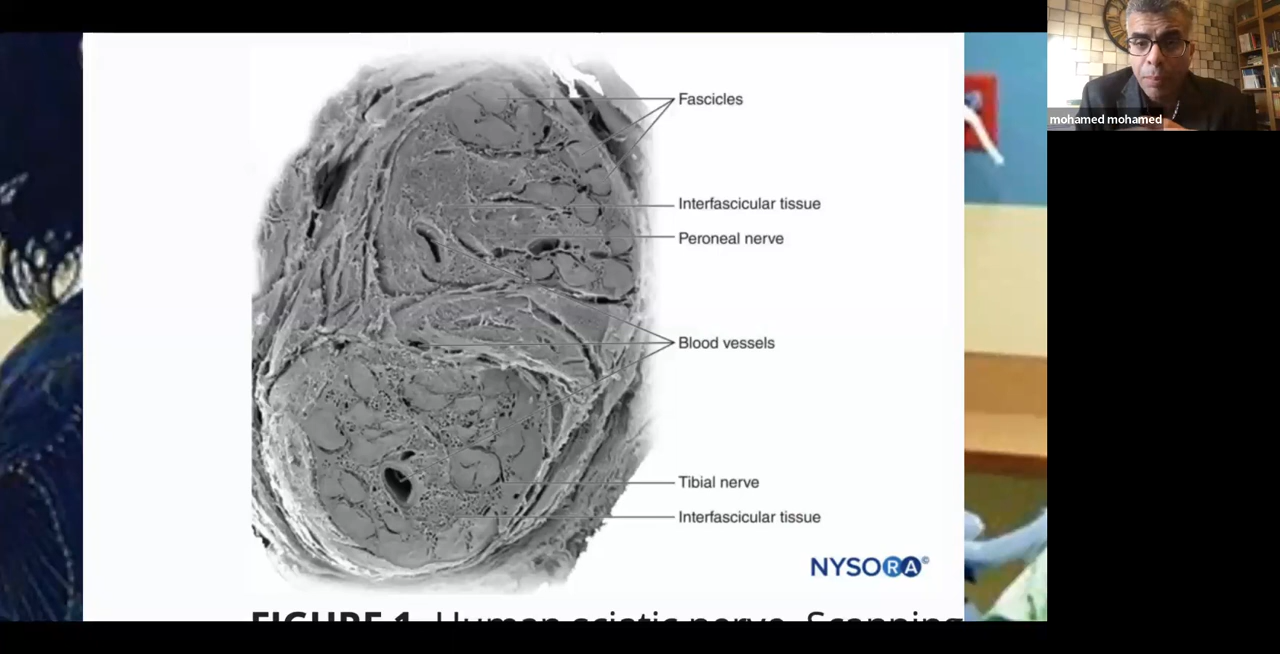 mohamed mohamed
Fascicles
Interfascicular tissue
Peroneal nerve
Blood vessels
Tibial nerve
Interfascicular tissue
NYSORA©
FIGURE 1. Human sciatic nerve. Scanning